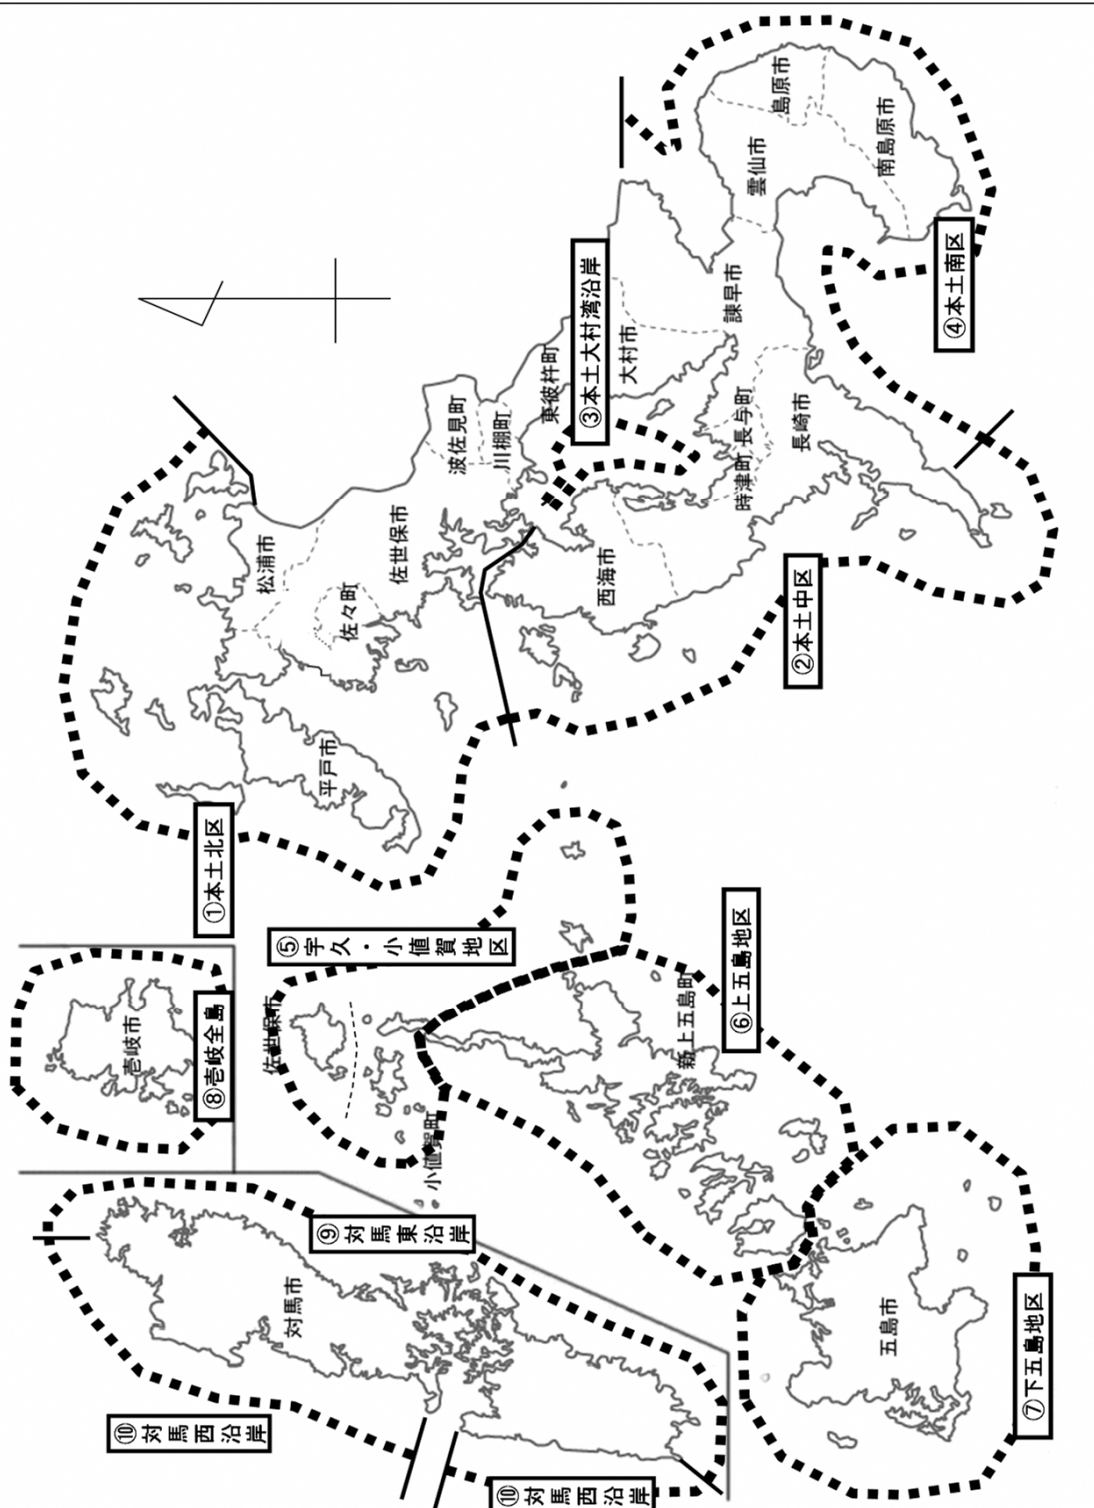 島原市
南島原市
雲仙市
④本土南区
諫早市
③本土大村湾沿岸
大村市
東彼杵町
波佐見町
川棚町
長与町
時津町
長崎市
松浦市
佐世保市
佐々町
西海市
②本土中区
平戸市
①本土北区
⑤宇久・小値賀地区
⑥上五島地区
新上五島町
壱岐市
⑧壱岐全島
佐世保市
小値賀町
⑨対馬東沿岸
対馬市
五島市
⑦下五島地区
⑩対馬西沿岸
⑩対馬西沿岸